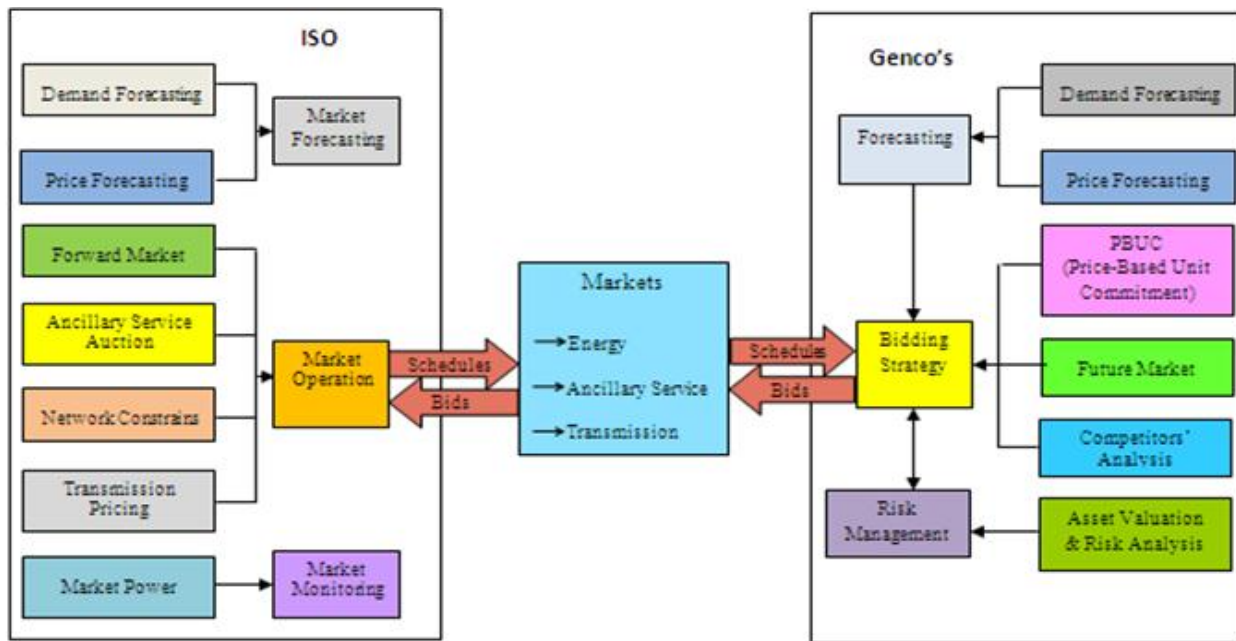 ISO
Demand Forecasting
Market
Forecasting
Price Forecasting
Forward Market
Ancillary Service
Auction
Market
Operation
Network Constrains
Transmission
Pricing
Market Power
Market
Monitoring
Schedules
Bids
Markets
Energy
Ancillary Service
Transmission
Schedules
Bids
Genco's
Demand Forecasting
Forecasting
Price Forecasting
PBUC
(Price-Based Unit
Commitment)
Bidding
Strategy
Future Market
Competitors'
Analysis
Risk
Management
Asset Valuation
& Risk Analysis